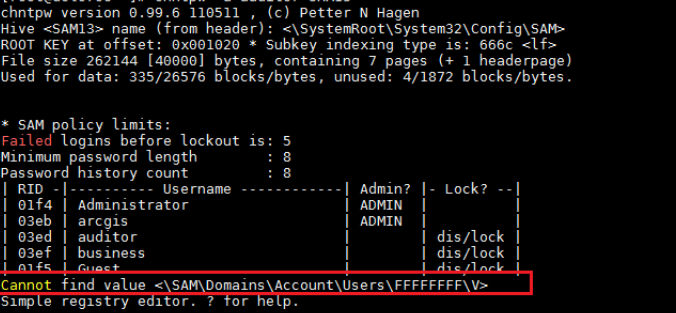 chntpw version 0.99.6 110511 , (c) Petter N Hagen
Hive <SAM13> name (from header): <\SystemRoot\System32\Config\SAM>
ROOT KEY at offset: 0x001020 * Subkey indexing type is: 666c <lf>
File size 262144 [40000] bytes, containing 7 pages (+ 1 headerpage)
Used for data: 335/26576 blocks/bytes, unused: 4/1872 blocks/bytes.
* SAM policy limits:
Failed logins before lockout is: 5
Minimum password length : 8
Password history count : 8
| RID -|---------- Username ------------| Admin? |- Lock? --|
| 01f4 | Administrator | ADMIN | |
| 03eb | arcgis | ADMIN | |
| 03ed | auditor | | dis/lock |
| 03ef | business | | dis/lock |
| 01f5 | Guest | | dis/lock |
Cannot find value <\SAM\Domains\Account\Users\FFFFFFFF\V>
Simple registry editor. ? for help.